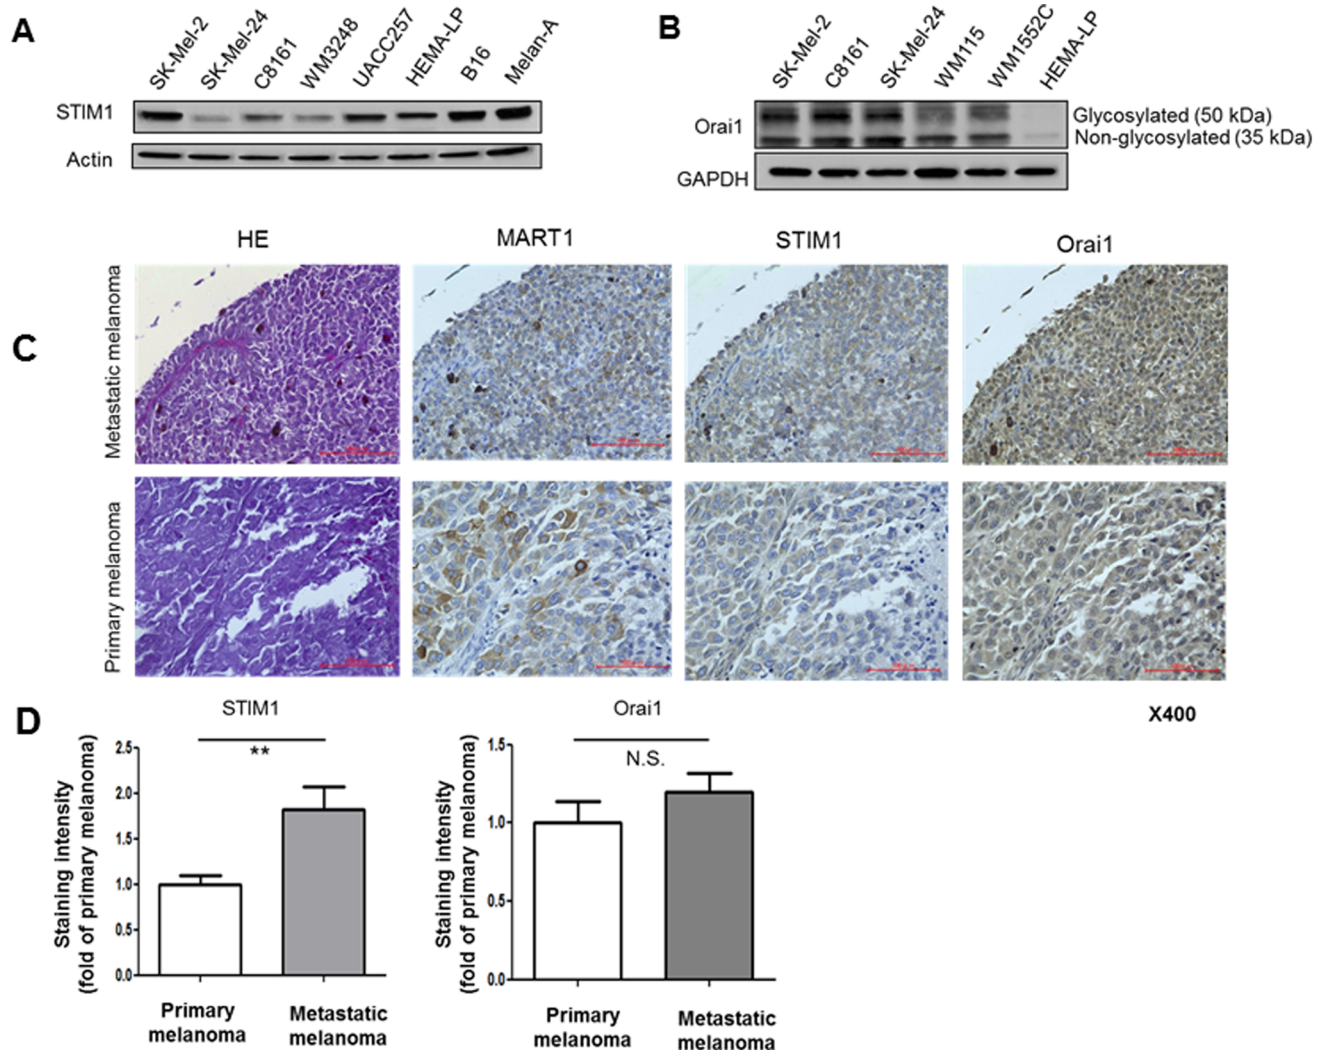 A
SK-Mel-2
SK-Mel-24
C8161
WM3248
UACC257
HEMA-LP
B16
Melan-A
STIM1
Actin
B
SK-Mel-2
C8161
SK-Mel-24
WM115
WM1552C
HEMA-LP
Orai1
Glycosylated (50 kDa)
Non-glycosylated (35 kDa)
GAPDH
C
HE
MART1
STIM1
Orai1
Metastatic melanoma
Primary melanoma
X400
D
STIM1
**
Staining intensity
(fold of primary melanoma)
2.5
2.0
1.5
1.0
0.5
0.0
Primary
melanoma
Metastatic
melanoma
Orai1
N.S.
Staining intensity
(fold of primary melanoma)
1.5
1.0
0.5
0.0
Primary
melanoma
Metastatic
melanoma